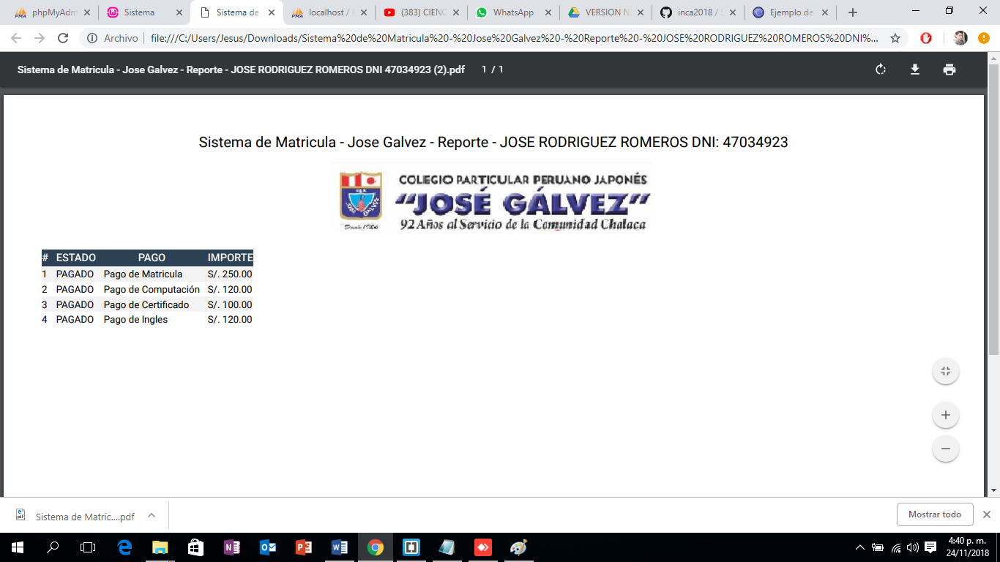 phpMyAdm
Sistema
Sistema de
localhost /
(383) CIENC
WhatsApp
VERSION N
inca2018 /
Ejemplo de
Archivo
file:///C:/Users/Jesus/Downloads/Sistema%20de%20Matricula%20-%20Jose%20Galvez%20-%20Reporte%20-%20JOSE%20RODRIGUEZ%20ROMEROS%20DNI%...
Sistema de Matricula - Jose Galvez - Reporte - JOSE RODRIGUEZ ROMEROS DNI 47034923 (2).pdf
1 / 1
Sistema de Matricula - Jose Galvez - Reporte - JOSE RODRIGUEZ ROMEROS DNI: 47034923
COLEGIO PARTICULAR PERUANO JAPONÉS
“JOSÉ GÁLVEZ”
92 Años al Servicio de la Comunidad Chalaca
# ESTADO PAGO IMPORTE
1 PAGADO Pago de Matricula S/. 250.00
2 PAGADO Pago de Computación S/. 120.00
3 PAGADO Pago de Certificado S/. 100.00
4 PAGADO Pago de Ingles S/. 120.00
Sistema de Matric....pdf
Mostrar todo
4:40 p. m.
24/11/2018